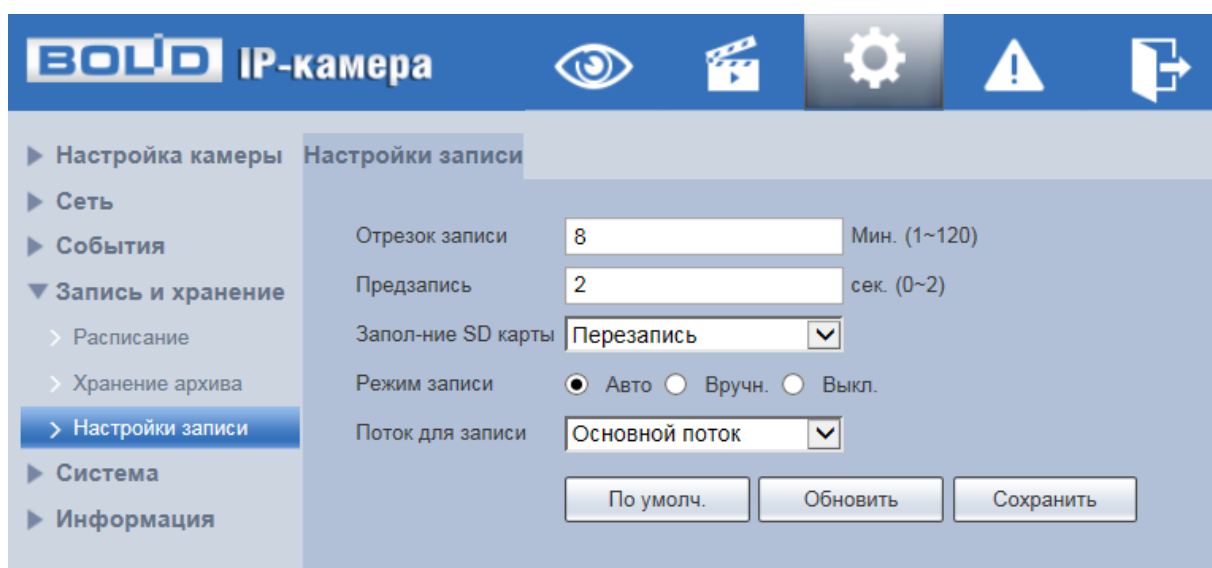 BOLID IP-камера
Настройка камеры
Сеть
События
Запись и хранение
Расписание
Хранение архива
Настройки записи
Система
Информация
Настройки записи
Отрезок записи 8 Мин. (1~120)
Предзапись 2 сек. (0~2)
Запол-ние SD карты Перезапись
Режим записи Авто Вручн. Выкл.
Поток для записи Основной поток
По умолч. Обновить Сохранить